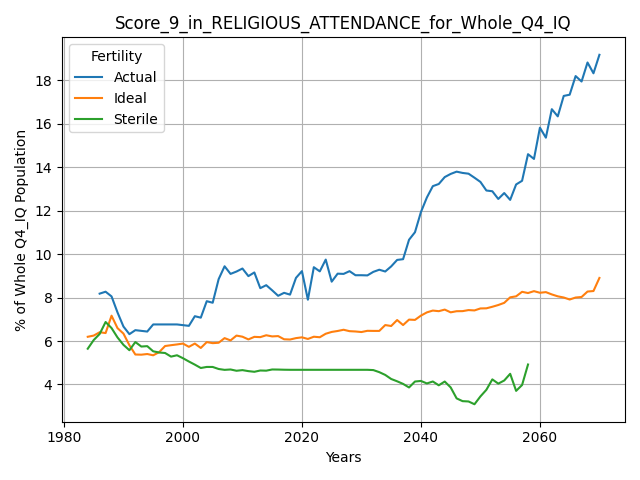 Score_9_in_RELIGIOUS_ATTENDANCE_for_Whole_Q4_IQ
Fertility
Actual
Ideal
Sterile
% of Whole Q4_IQ Population
18
16
14
12
10
8
6
4
1980
2000
2020
2040
2060
Years